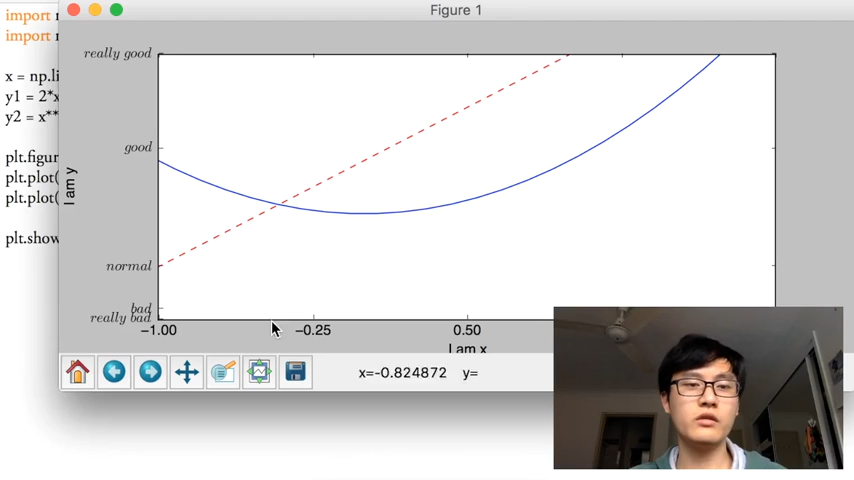 Figure 1
import
import
x = np.li
y1 = 2*x
y2 = x**
plt.figur
plt.plot(
plt.plot(
plt.show
really good
good
normal
bad
really bad
I am y
−1.00
−0.25
0.50
I am x
x=-0.824872 y=